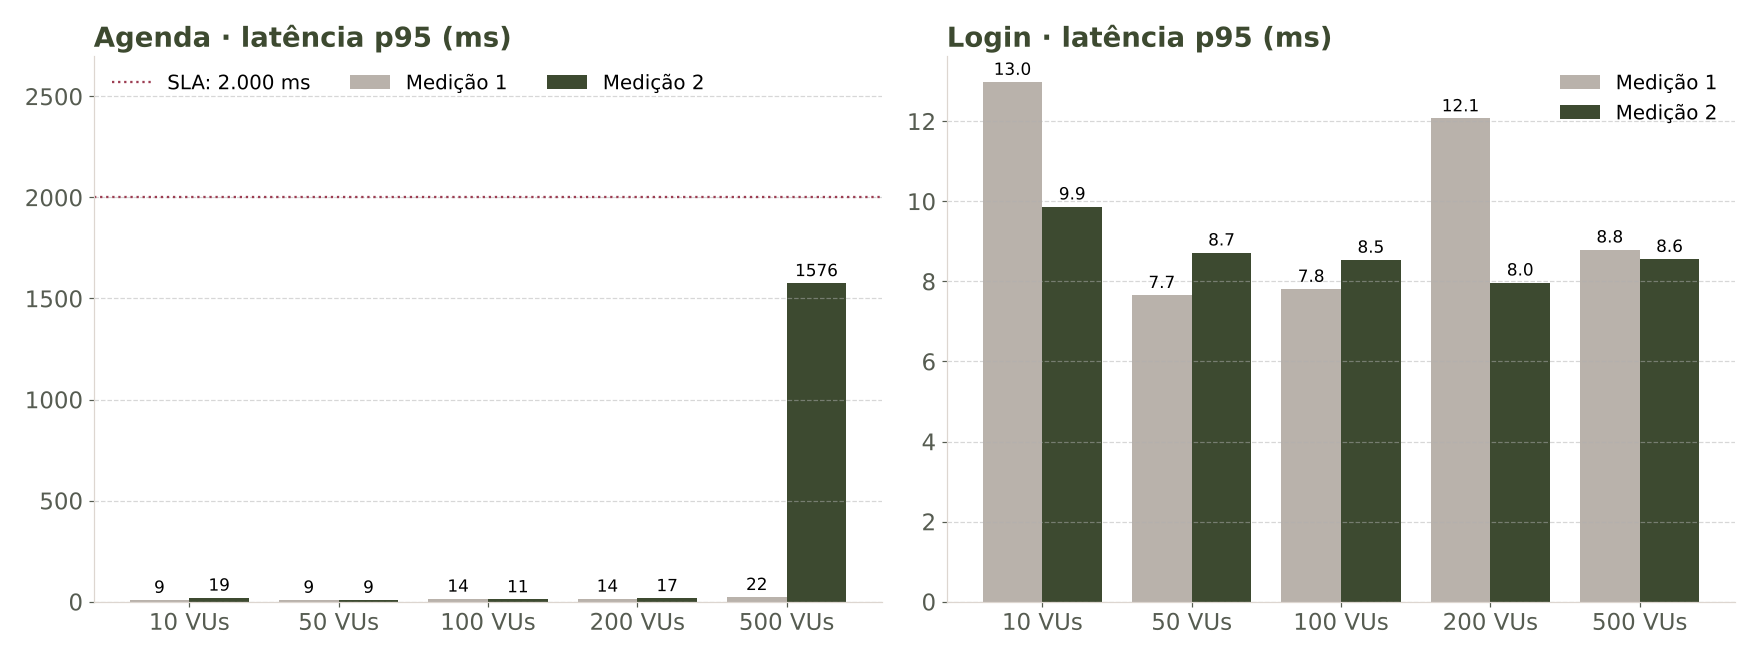 Agenda · latência p95 (ms)
SLA: 2.000 ms
Medição 1
Medição 2
2500
2000
1500
1000
500
0
9
19
9
9
14
11
14
17
22
1576
10 VUs
50 VUs
100 VUs
200 VUs
500 VUs
Login · latência p95 (ms)
Medição 1
Medição 2
12
10
8
6
4
2
0
13.0
9.9
7.7
8.7
7.8
8.5
12.1
8.0
8.8
8.6
10 VUs
50 VUs
100 VUs
200 VUs
500 VUs